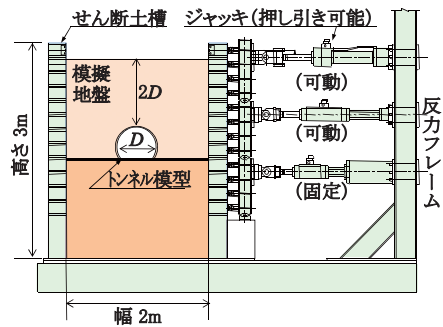 せん断土槽
ジャッキ(押し引き可能)
模擬
地盤
2D
(可動)
D
(可動)
高さ 3m
反力フレーム
トンネル模型
(固定)
幅 2m